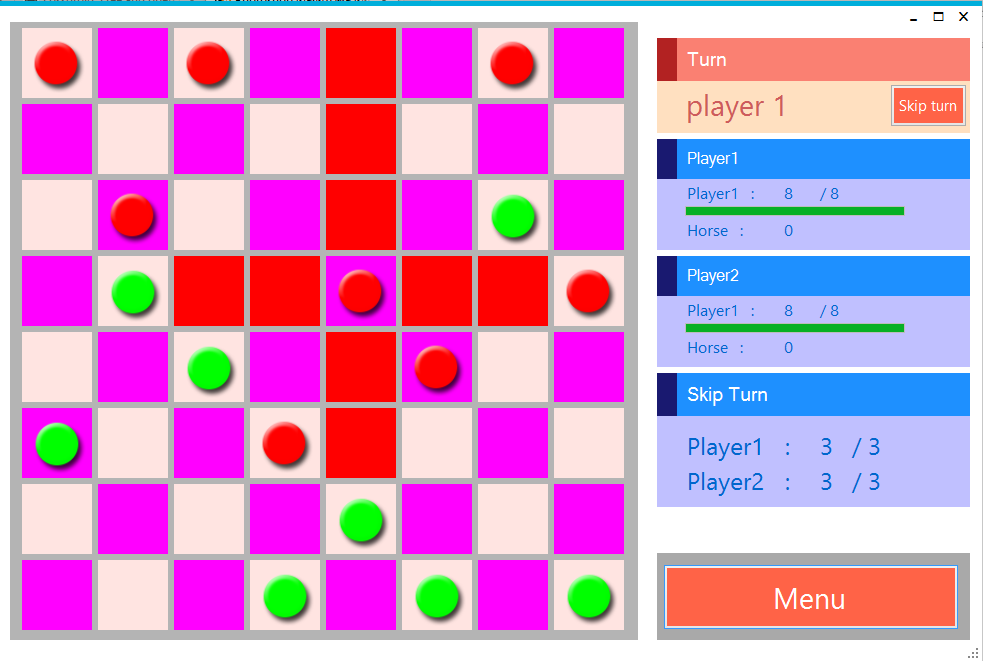 Turn
player 1 Skip turn
Player1
Player1 : 8 / 8
Horse : 0
Player2
Player1 : 8 / 8
Horse : 0
Skip Turn
Player1 : 3 / 3
Player2 : 3 / 3
Menu